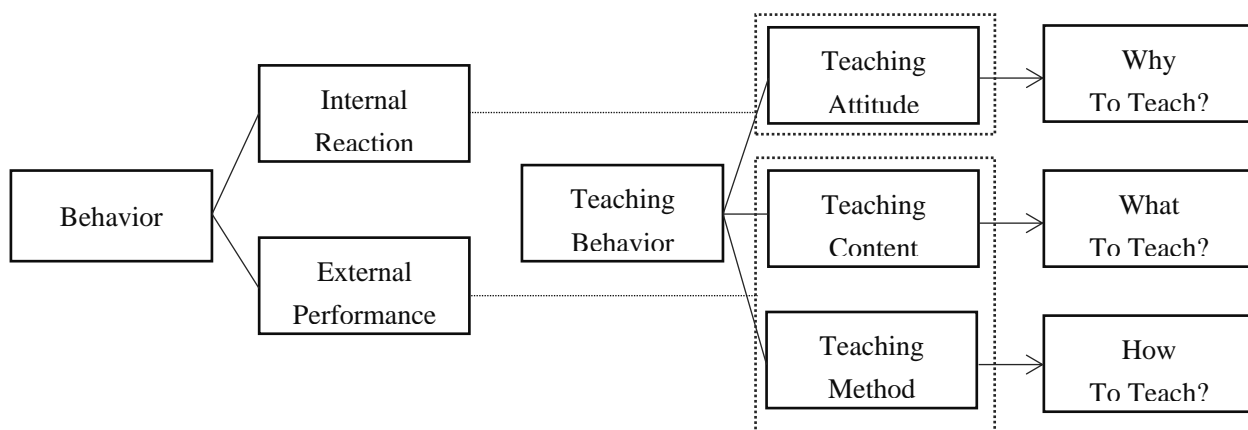 Behavior
Internal
Reaction
External
Performance
Teaching
Behavior
Teaching
Attitude
Teaching
Content
Teaching
Method
Why
To Teach?
What
To Teach?
How
To Teach?